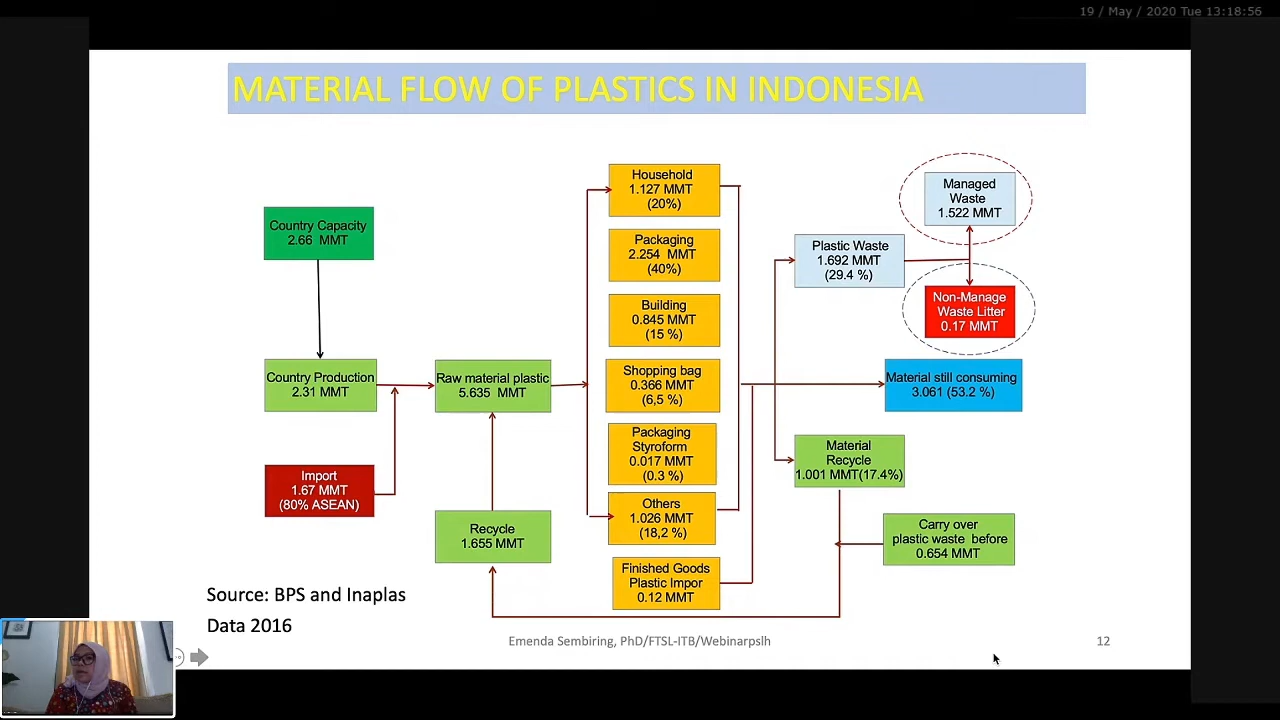 19 / May / 2020 Tue 13:18:56
MATERIAL FLOW OF PLASTICS IN INDONESIA
Country Capacity
2.66 MMT
Country Production
2.31 MMT
Import
1.67 MMT
(80% ASEAN)
Raw material plastic
5.635 MMT
Recycle
1.655 MMT
Household
1.127 MMT
(20%)
Packaging
2.254 MMT
(40%)
Building
0.845 MMT
(15 %)
Shopping bag
0.366 MMT
(6,5 %)
Packaging
Styroform
0.017 MMT
(0.3 %)
Others
1.026 MMT
(18,2 %)
Finished Goods
Plastic Impor
0.12 MMT
Plastic Waste
1.692 MMT
(29.4 %)
Managed
Waste
1.522 MMT
Non-Manage
Waste Litter
0.17 MMT
Material still consuming
3.061 (53.2 %)
Material
Recycle
1.001 MMT(17.4%)
Carry over
plastic waste before
0.654 MMT
Source: BPS and Inaplas
Data 2016
Emenda Sembiring, PhD/FTSL-ITB/Webinarpslh
12